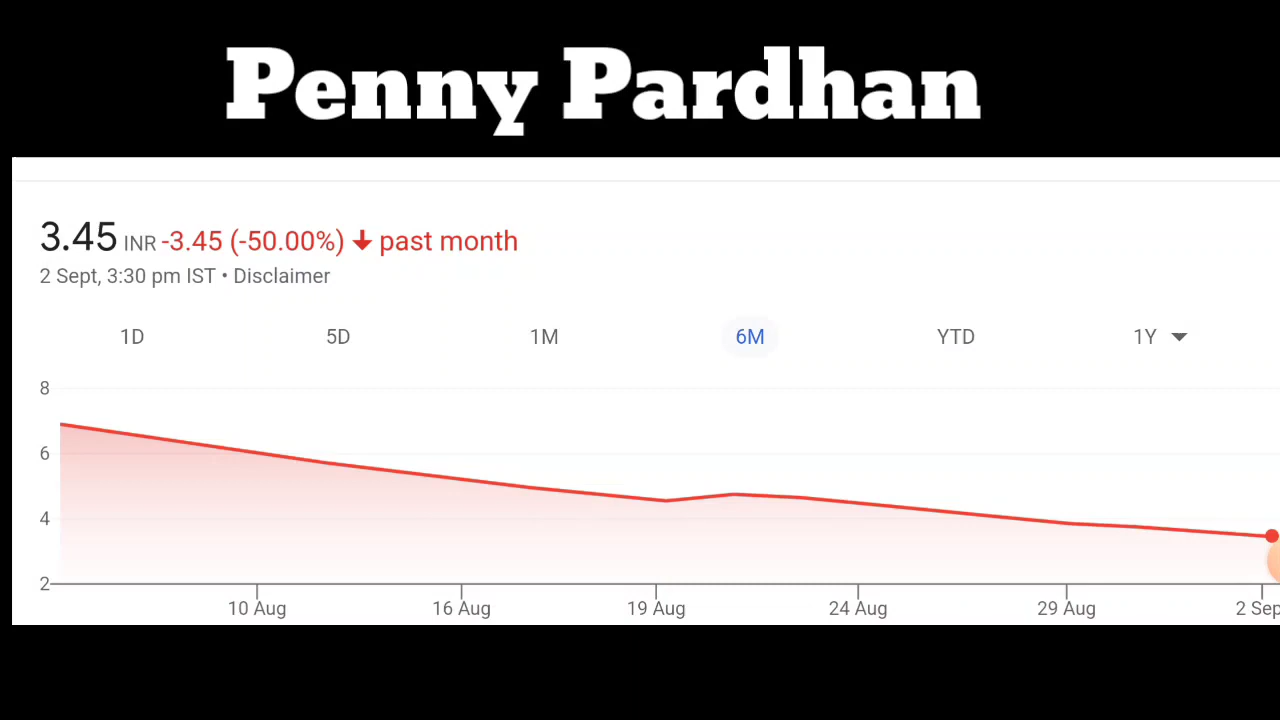 Penny Pardhan
3.45 INR -3.45 (-50.00%) ↓ past month
2 Sept, 3:30 pm IST • Disclaimer
1D 5D 1M 6M YTD 1Y
8
6
4
2
10 Aug 16 Aug 19 Aug 24 Aug 29 Aug 2 Sep